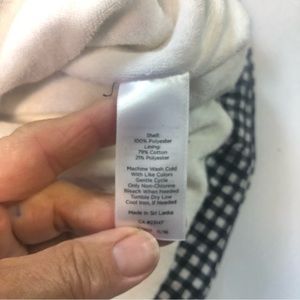 Shell:
100% Polyester
Lining:
79% Cotton
21% Polyester
Machine Wash Cold
With Like Colors
Gentle Cycle
Only Non-Chlorine
Bleach When Needed
Tumble Dry Low
Cool Iron, if Needed
Made in Sri Lanka